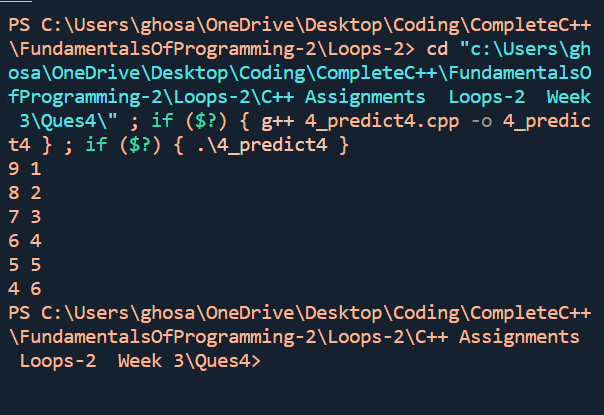 PS C:\Users\ghosa\OneDrive\Desktop\Coding\CompleteC++
\FundamentalsOfProgramming-2\Loops-2> cd "c:\Users\gh
osa\OneDrive\Desktop\Coding\CompleteC++\FundamentalsO
fProgramming-2\Loops-2\C++ Assignments  Loops-2  Week
 3\Ques4\" ; if ($?) { g++ 4_predict4.cpp -o 4_predic
t4 } ; if ($?) { .\4_predict4 }
9 1
8 2
7 3
6 4
5 5
4 6
PS C:\Users\ghosa\OneDrive\Desktop\Coding\CompleteC++
\FundamentalsOfProgramming-2\Loops-2\C++ Assignments
 Loops-2  Week 3\Ques4>